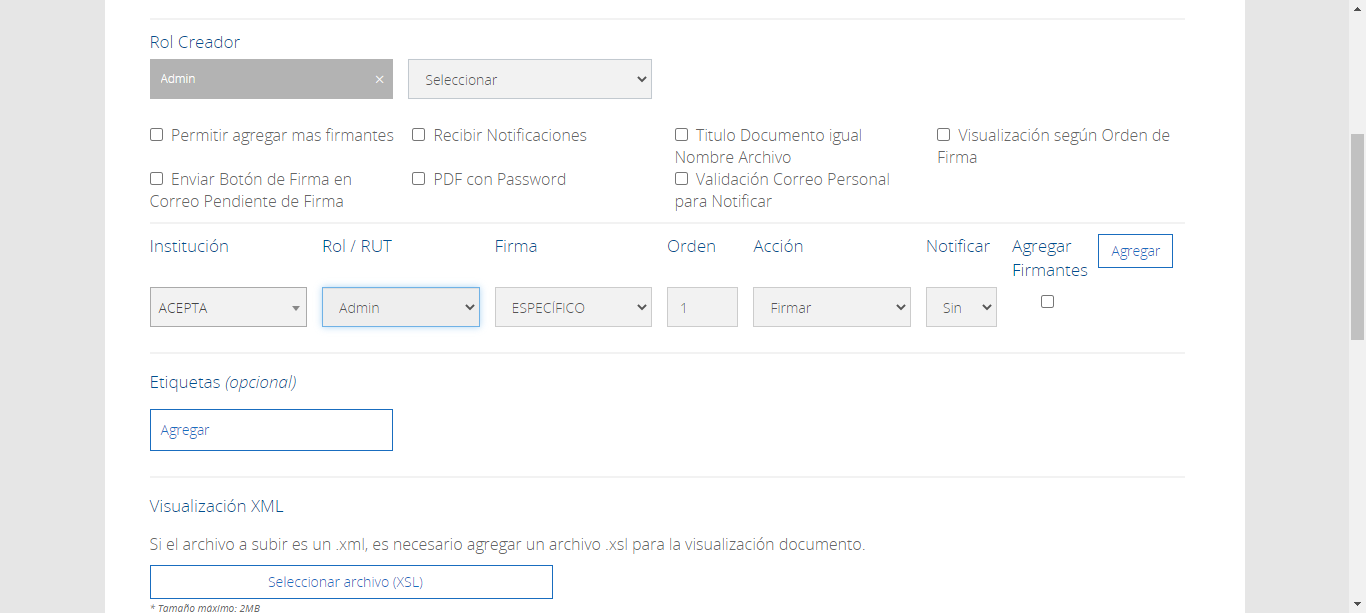 Rol Creador
Admin ×
Seleccionar
Permitir agregar mas firmantes
Recibir Notificaciones
Titulo Documento igual
Nombre Archivo
Visualización según Orden de
Firma
Enviar Botón de Firma en
Correo Pendiente de Firma
PDF con Password
Validación Correo Personal
para Notificar
Institución
Rol / RUT
Firma
Orden
Acción
Notificar
Agregar
Firmantes
Agregar
ACEPTA
Admin
ESPECÍFICO
1
Firmar
Sin
Etiquetas (opcional)
Agregar
Visualización XML
Si el archivo a subir es un .xml, es necesario agregar un archivo .xsl para la visualización documento.
Seleccionar archivo (XSL)
* Tamaño máximo: 2MB